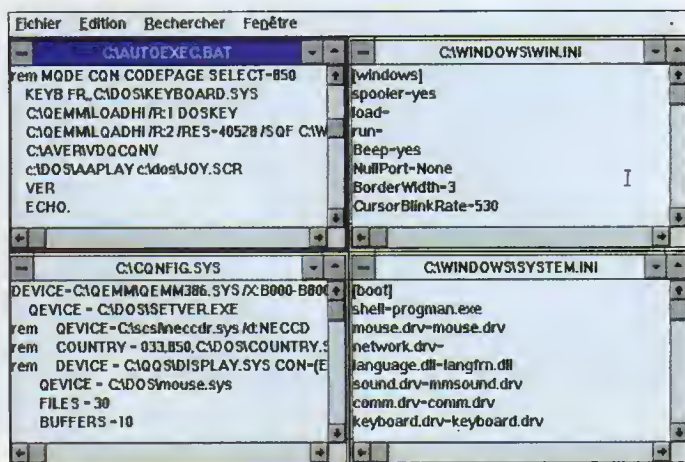 Fichier Edition Rechercher Fenêtre
C:\AUTOEXEC.BAT
rem MODE CON CODEPAGE SELECT=850
KEYB FR,,C:\DOS\KEYBOARD.SYS
C:\QEMM\LOADHI /R:1 DOSKEY
C:\QEMM\LOADHI /R:2 /RES=40528 /SQF C:\W
C:\AVER\VDOCONV
c:\DOS\AAPLAY c:\dos\JOY.SCR
VER
ECHO.
C:\WINDOWS\WIN.INI
[windows]
spooler=yes
load=
run=
Beep=yes
NullPort=None
BorderWidth=3
CursorBlinkRate=530
C:\CONFIG.SYS
DEVICE=C:\QEMM\QEMM386.SYS /X:B000-B800
DEVICE = C:\DOS\SETVER.EXE
rem DEVICE=C:\scsi\neccdr.sys /d:NECCD
rem COUNTRY = 033,850,C:\DOS\COUNTRY.S
rem DEVICE = C:\DOS\DISPLAY.SYS CON=(E
DEVICE = C:\DOS\mouse.sys
FILES = 30
BUFFERS =10
C:\WINDOWS\SYSTEM.INI
[boot]
shell=progman.exe
mouse.drv=mouse.drv
network.drv=
language.dll=langfrn.dll
sound.drv=mmsound.drv
comm.drv=comm.drv
keyboard.drv=keyboard.drv